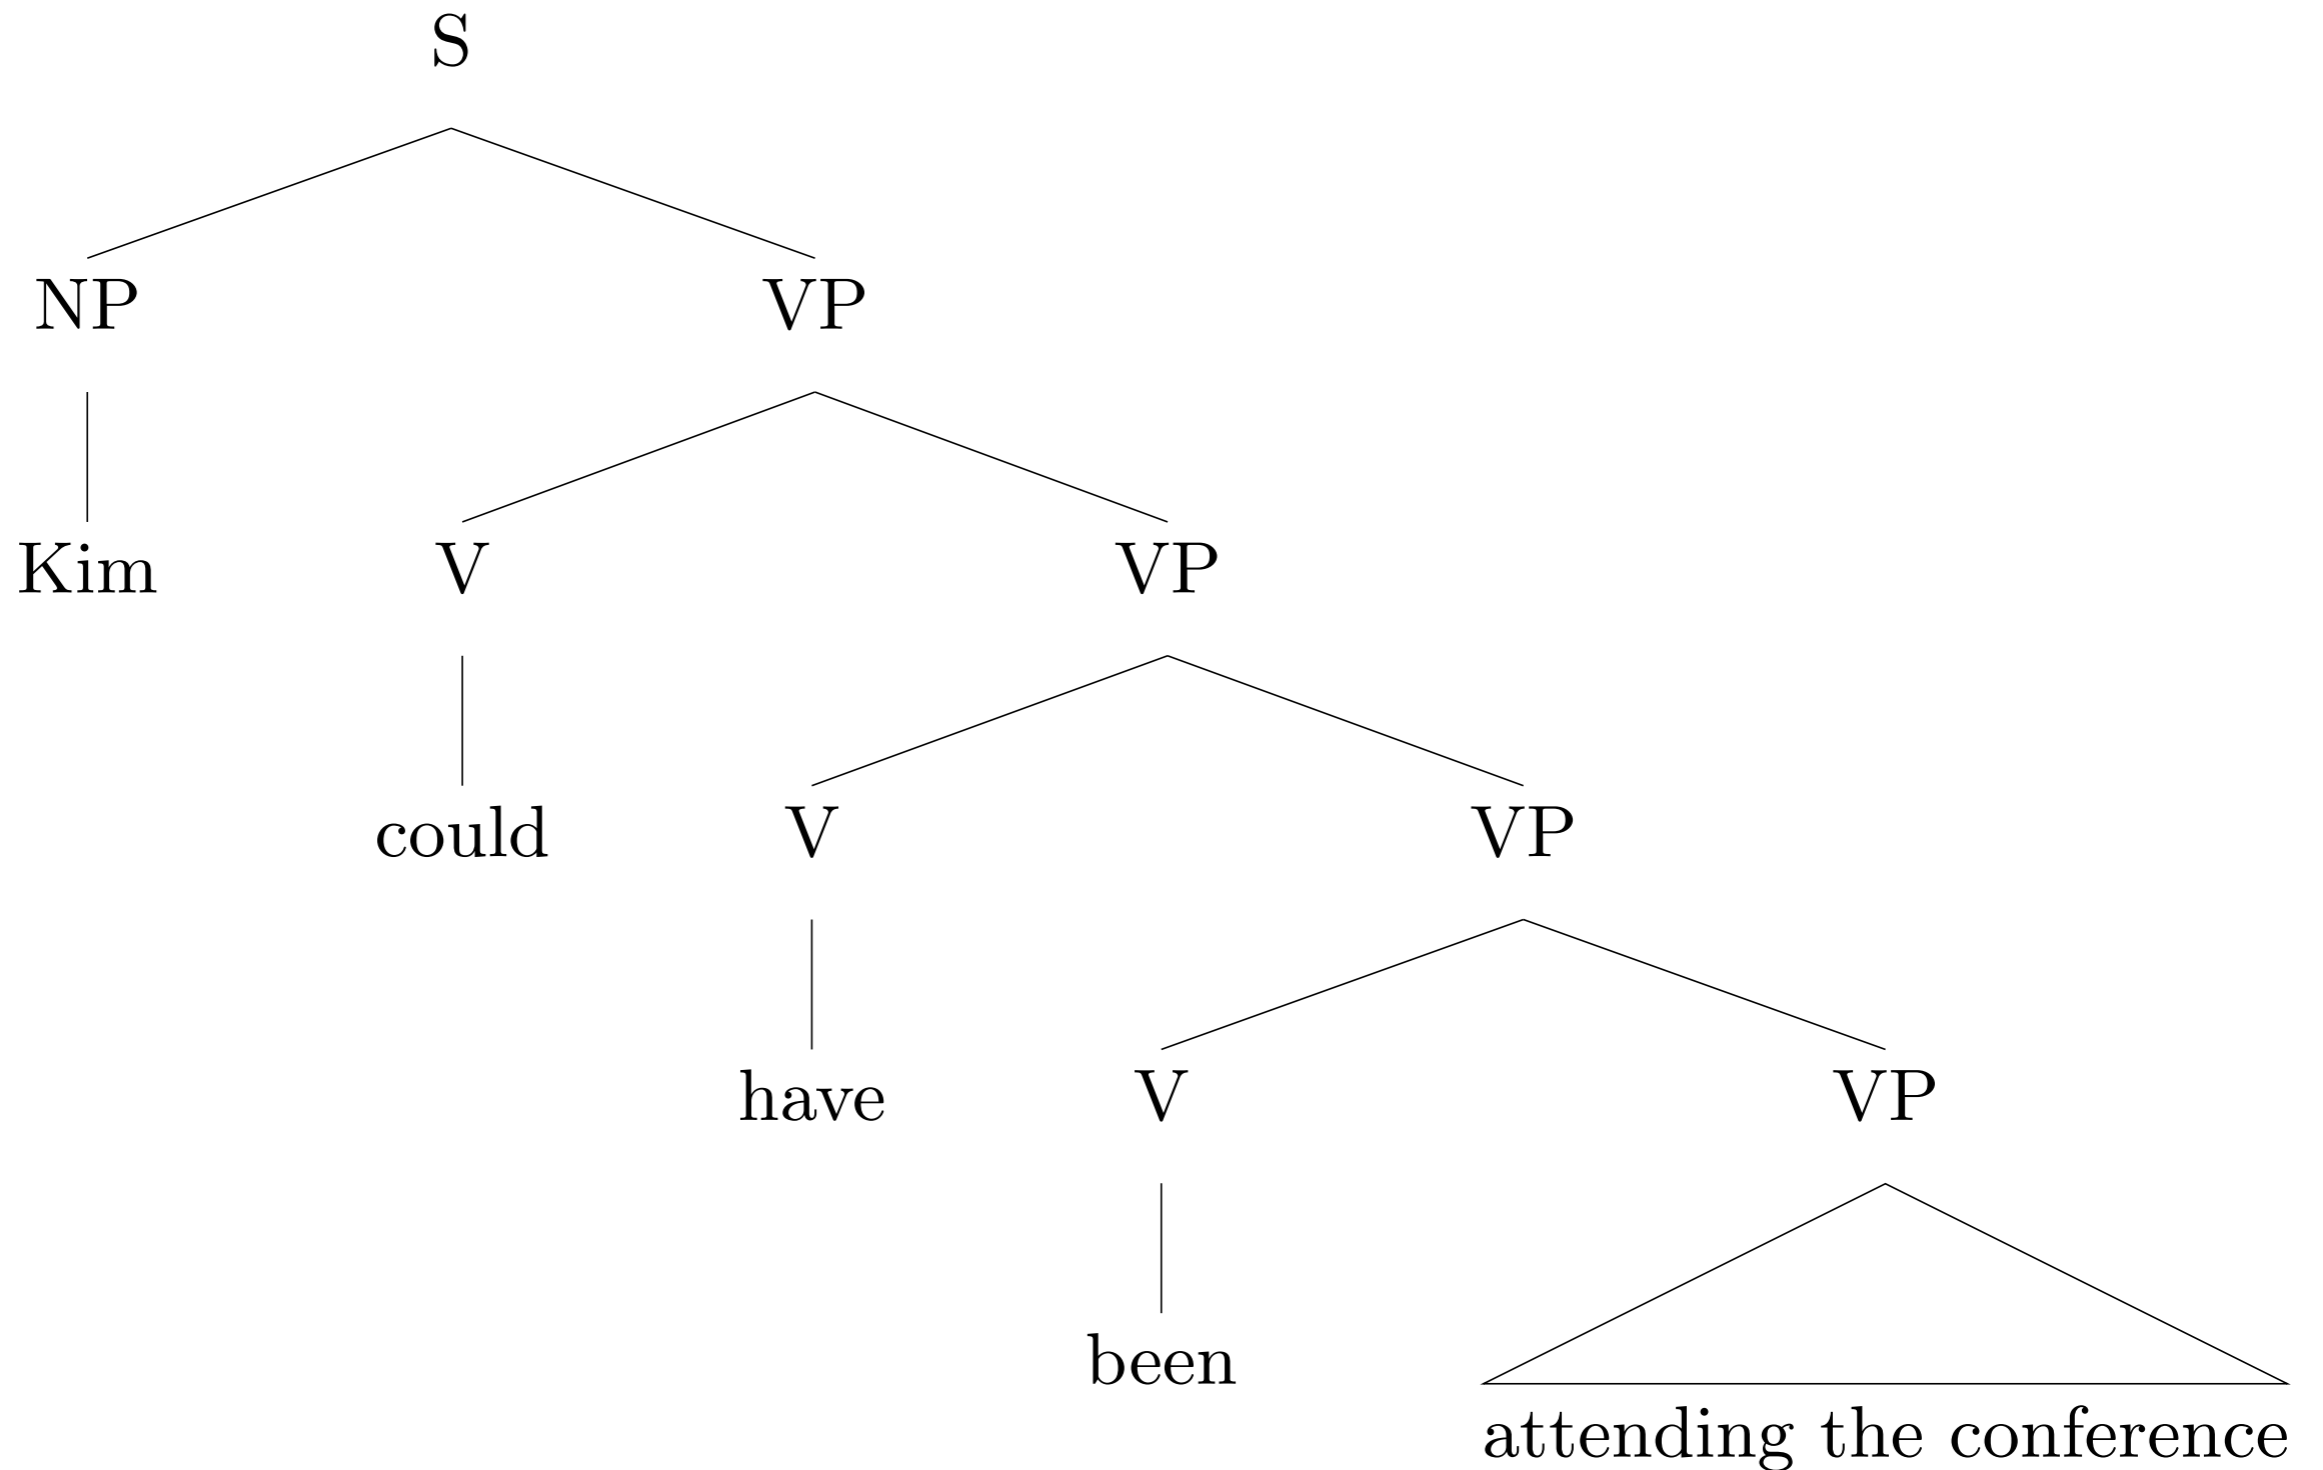 S
NP VP
Kim V VP
could V VP
have V VP
been
attending the conference